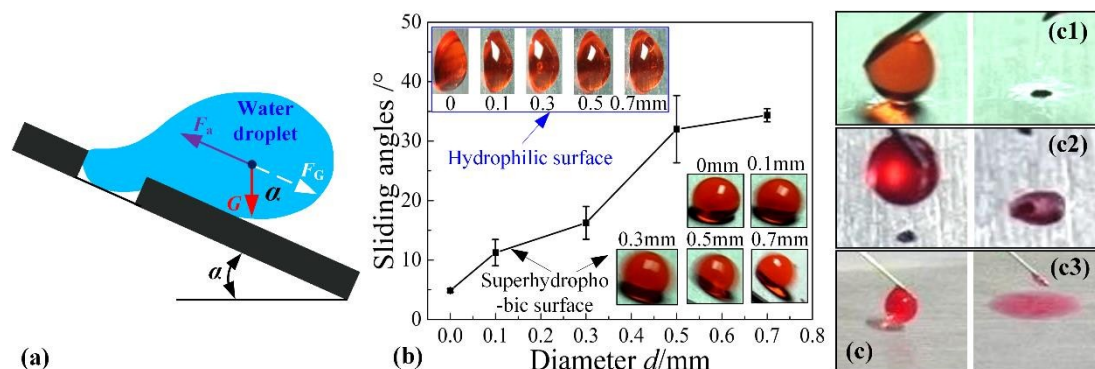 Water
droplet
Fa
FG
α
G
α
(a)
Sliding angles /°
50
40
30
20
10
0
0
0.1
0.3
0.5
0.7mm
Hydrophilic surface
0mm
0.1mm
0.3mm
0.5mm
0.7mm
Superhydropho
-bic surface
0.0 0.1 0.2 0.3 0.4 0.5 0.6 0.7 0.8
(b)
Diameter d/mm
(c1)
(c2)
(c3)
(c)